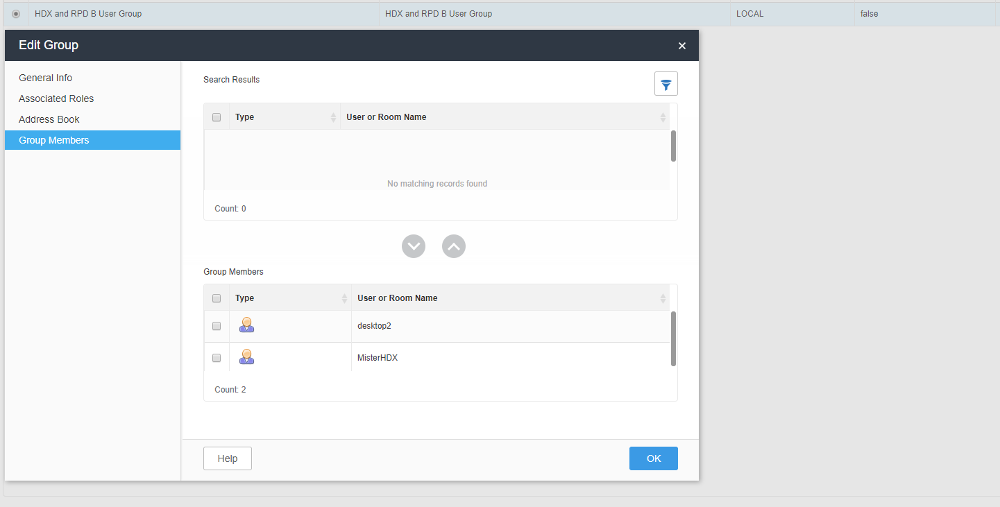 HDX and RPD B User Group HDX and RPD B User Group LOCAL false
Edit Group
General Info
Associated Roles
Address Book
Group Members
Search Results
Type User or Room Name
No matching records found
Count: 0
Group Members
Type User or Room Name
desktop2
MisterHDX
Count: 2
Help OK